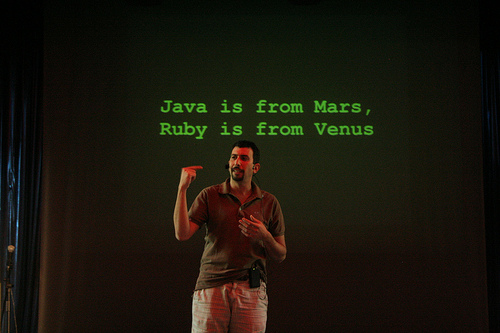 Java is from Mars,
Ruby is from Venus